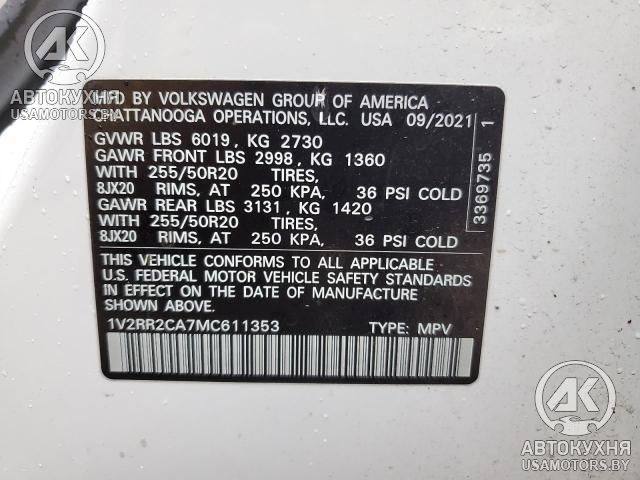 АК
АВТОКУХНЯ
USAMOTORS.BY
MFD BY VOLKSWAGEN GROUP OF AMERICA
CHATTANOOGA OPERATIONS, LLC. USA 09/2021
GVWR LBS 6019, KG 2730
GAWR FRONT LBS 2998, KG 1360
WITH 255/50R20 TIRES,
8JX20 RIMS, AT 250 KPA, 36 PSI COLD
GAWR REAR LBS 3131, KG 1420
WITH 255/50R20 TIRES,
8JX20 RIMS, AT 250 KPA, 36 PSI COLD
3369735 1
THIS VEHICLE CONFORMS TO ALL APPLICABLE
U.S. FEDERAL MOTOR VEHICLE SAFETY STANDARDS
IN EFFECT ON THE DATE OF MANUFACTURE
SHOWN ABOVE.
1V2RR2CA7MC611353 TYPE: MPV
АК
АВТОКУХНЯ
USAMOTORS.BY